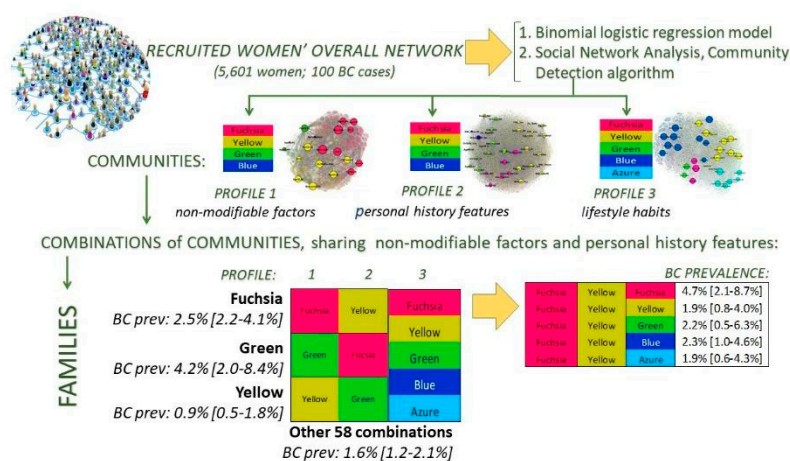 RECRUITED WOMEN' OVERALL NETWORK
(5,601 women; 100 BC cases)
1. Binomial logistic regression model
2. Social Network Analysis, Community
Detection algorithm
COMMUNITIES:
Fuchsia
Yellow
Green
Blue
PROFILE 1
non-modifiable factors
Fuchsia
Yellow
Green
Blue
PROFILE 2
personal history features
Fuchsia
Yellow
Green
Blue
Azure
PROFILE 3
lifestyle habits
COMBINATIONS of COMMUNITIES, sharing non-modifiable factors and personal history features:
FAMILIES
PROFILE: 1 2 3
Fuchsia
BC prev: 2.5% [2.2-4.1%]
Green
BC prev: 4.2% [2.0-8.4%]
Yellow
BC prev: 0.9% [0.5-1.8%]
Fuchsia Yellow
Green Fucsia
Yellow Green
Fuchsia
Yellow
Green
Blue
Azure
Other 58 combinations
BC prev: 1.6% [1.2-2.1%]
BC PREVALENCE:
Fuchsia Yellow Fuchsia 4.7% [2.1-8.7%]
Fuchsia Yellow Yellow 1.9% [0.8-4.0%]
Fuchsia Yellow Green 2.2% [0.5-6.3%]
Fuchsia Yellow Blue 2.3% [1.0-4.6%]
Fuchsia Yellow Azure 1.9% [0.6-4.3%]